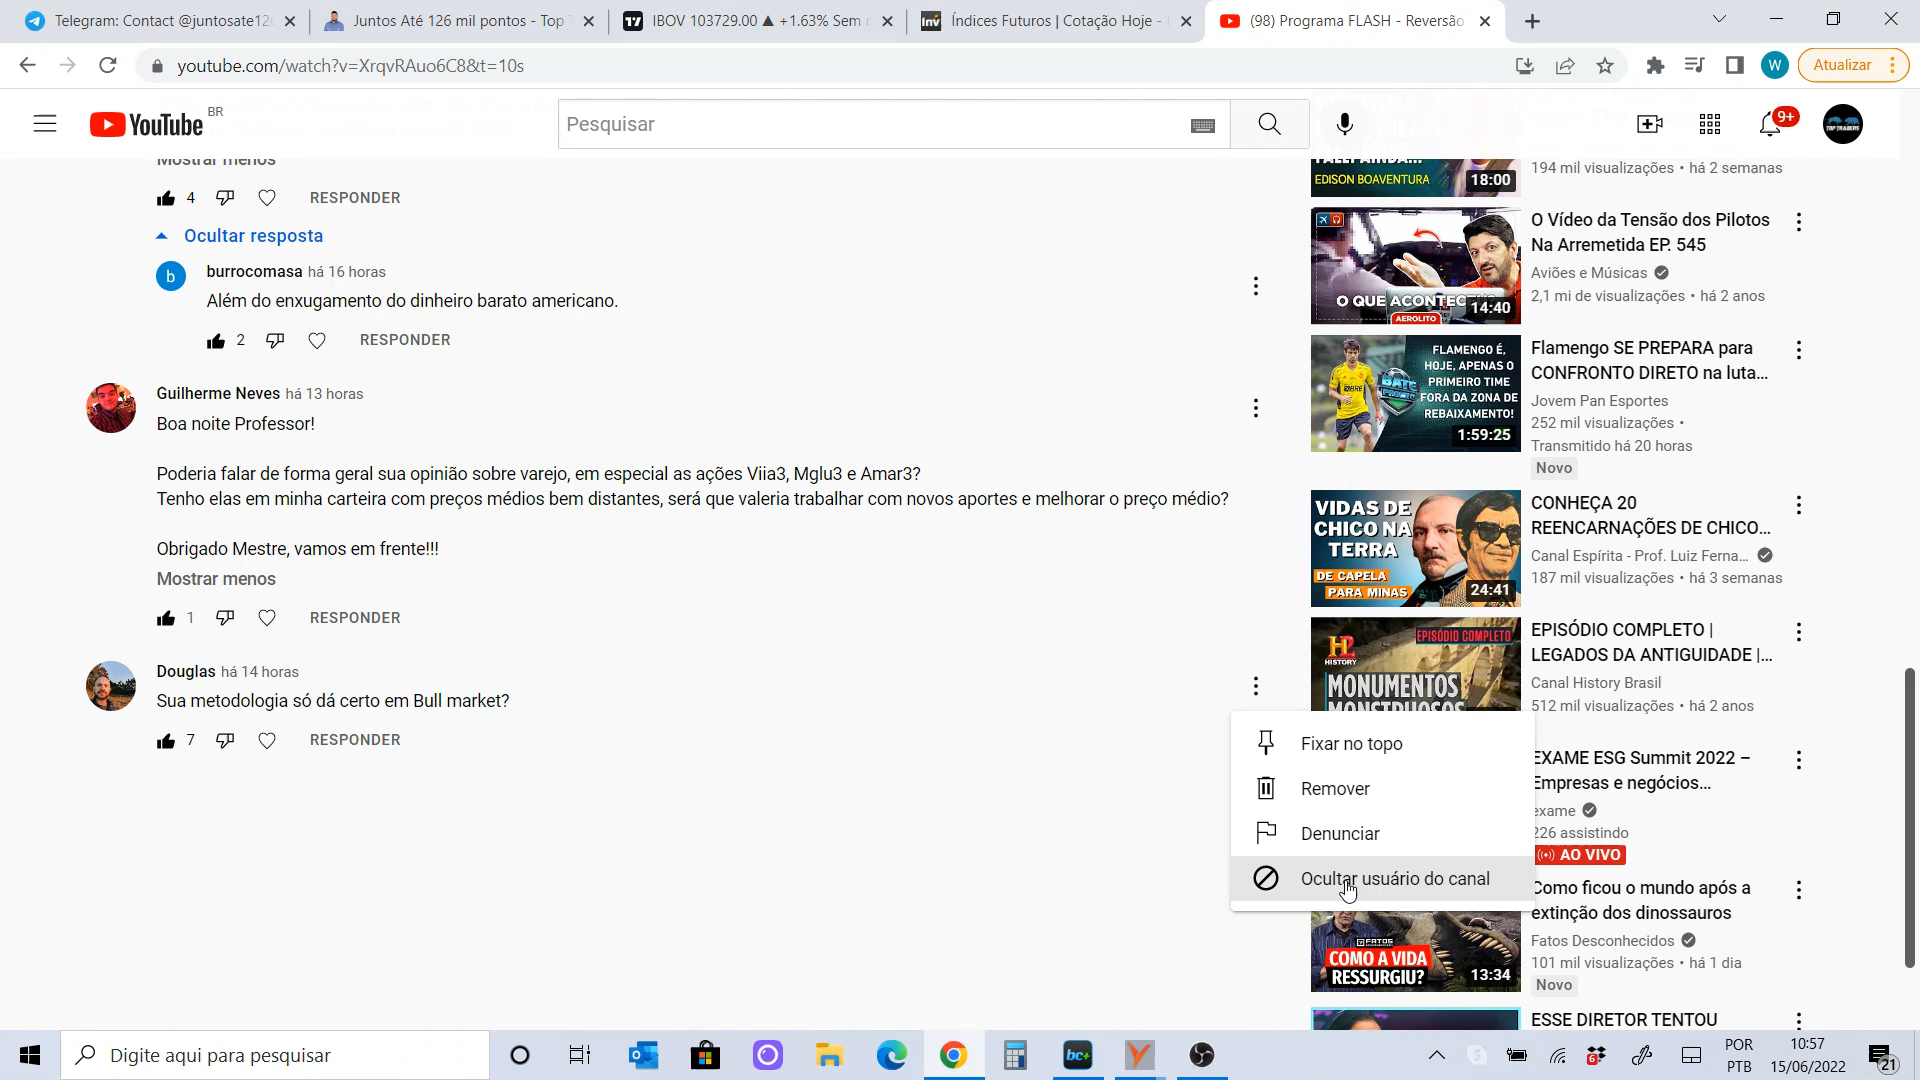 Telegram: Contact @juntosate12
Juntos Até 126 mil pontos - Top
IBOV 103729.00 ▲ +1.63% Sem
Índices Futuros | Cotação Hoje -
(98) Programa FLASH - Reversão
youtube.com/watch?v=XrqvRAuo6C8&t=10s
W
Atualizar
YouTube BR
Pesquisar
9+
TOP TRADERS
Mostrar menos
4 RESPONDER
Ocultar resposta
b
burrocomasa há 16 horas
Além do enxugamento do dinheiro barato americano.
2 RESPONDER
Guilherme Neves há 13 horas
Boa noite Professor!
Poderia falar de forma geral sua opinião sobre varejo, em especial as ações Viia3, Mglu3 e Amar3?
Tenho elas em minha carteira com preços médios bem distantes, será que valeria trabalhar com novos aportes e melhorar o preço médio?
Obrigado Mestre, vamos em frente!!!
Mostrar menos
1 RESPONDER
Douglas há 14 horas
Sua metodologia só dá certo em Bull market?
7 RESPONDER
Fixar no topo
Remover
Denunciar
Ocultar usuário do canal
EDISON BOAVENTURA
18:00
194 mil visualizações • há 2 semanas
O QUE ACONTECE
AEROLITO
14:40
O Vídeo da Tensão dos Pilotos
Na Arremetida EP. 545
Aviões e Músicas
2,1 mi de visualizações • há 2 anos
FLAMENGO É,
HOJE, APENAS O
PRIMEIRO TIME
FORA DA ZONA DE
REBAIXAMENTO!
BATE PRONTO
1:59:25
Flamengo SE PREPARA para
CONFRONTO DIRETO na luta...
Jovem Pan Esportes
252 mil visualizações •
Transmitido há 20 horas
Novo
VIDAS DE
CHICO NA
TERRA
DE CAPELA
PARA MINAS
24:41
CONHEÇA 20
REENCARNAÇÕES DE CHICO...
Canal Espírita - Prof. Luiz Ferna...
187 mil visualizações • há 3 semanas
EPISÓDIO COMPLETO
H
HISTORY
MONUMENTOS
MONSTRUOSOS
EPISÓDIO COMPLETO |
LEGADOS DA ANTIGUIDADE |...
Canal History Brasil
512 mil visualizações • há 2 anos
EXAME ESG Summit 2022 –
Empresas e negócios...
exame
226 assistindo
AO VIVO
FATOS
COMO A VIDA
RESSURGIU?
13:34
Como ficou o mundo após a
extinção dos dinossauros
Fatos Desconhecidos
101 mil visualizações • há 1 dia
Novo
ESSE DIRETOR TENTOU
Digite aqui para pesquisar
bc+
6
POR
PTB
10:57
15/06/2022
21